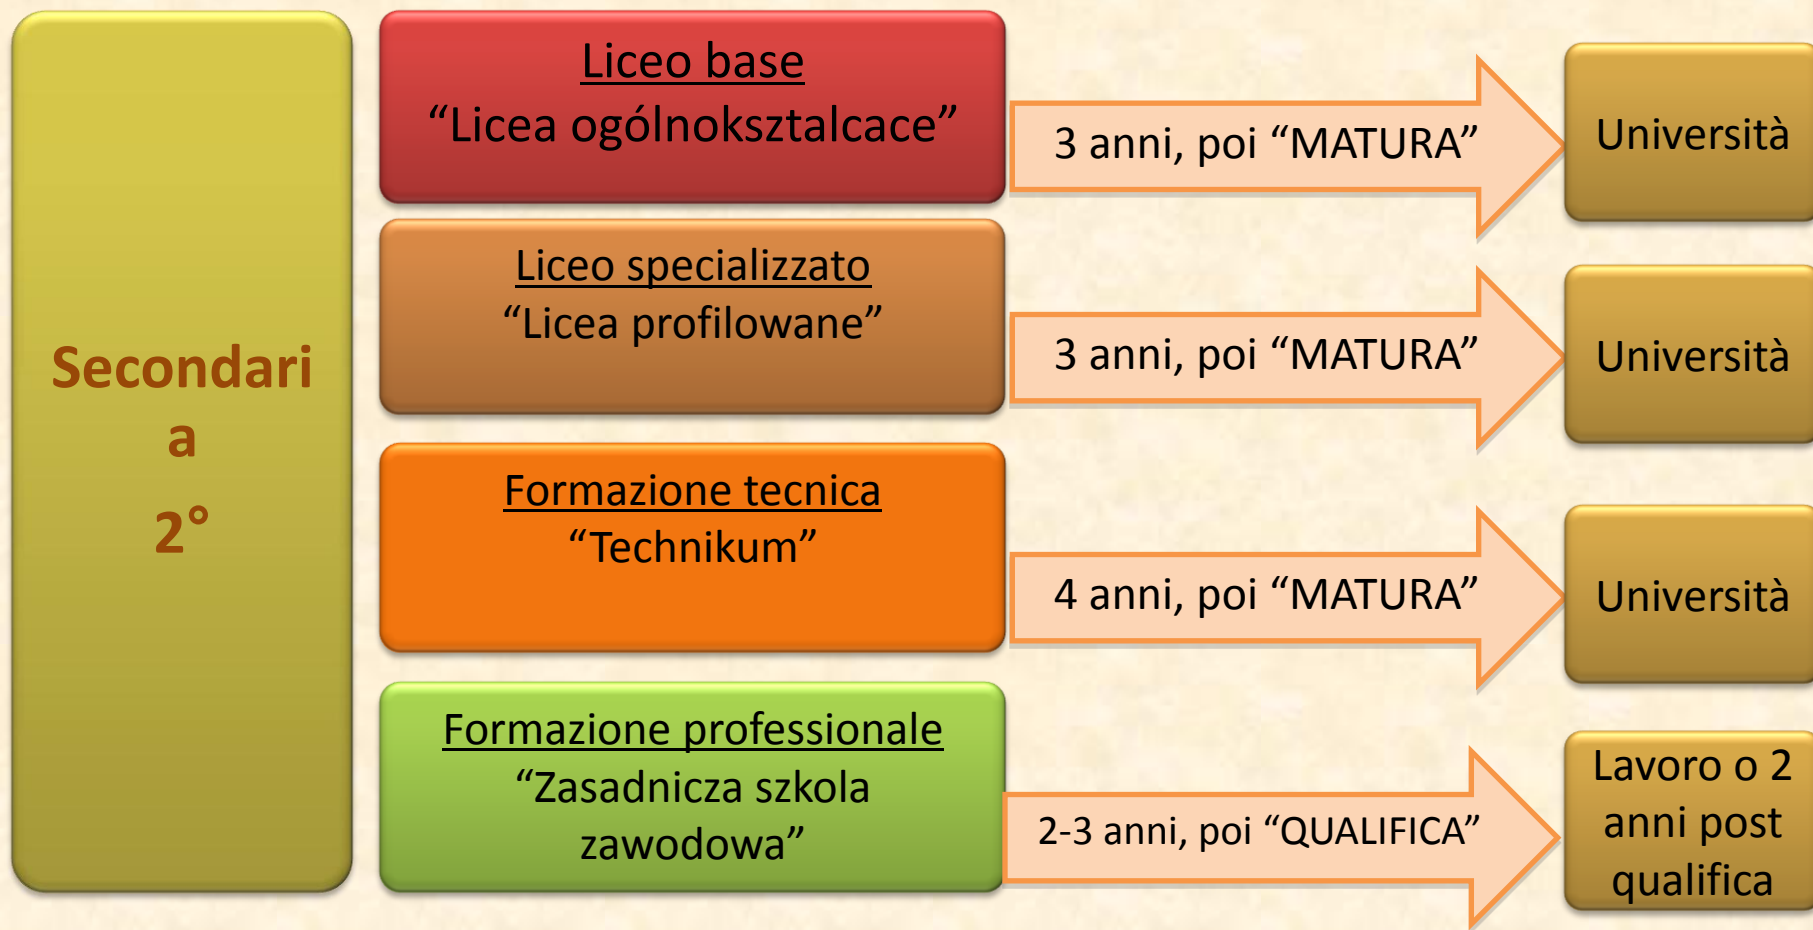 Secondari
a
2°
Liceo base
“Licea ogólnoksztalcace”
3 anni, poi “MATURA”
Università
Liceo specializzato
“Licea profilowane”
3 anni, poi “MATURA”
Università
Formazione tecnica
“Technikum”
4 anni, poi “MATURA”
Università
Formazione professionale
“Zasadnicza szkola
zawodowa”
2-3 anni, poi “QUALIFICA”
Lavoro o 2
anni post
qualifica